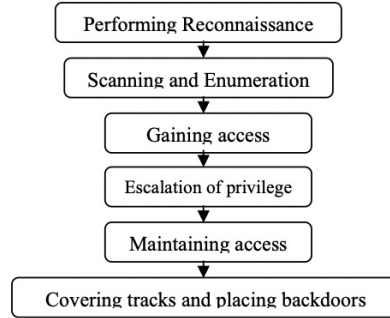 Performing Reconnaissance
Scanning and Enumeration
Gaining access
Escalation of privilege
Maintaining access
Covering tracks and placing backdoors